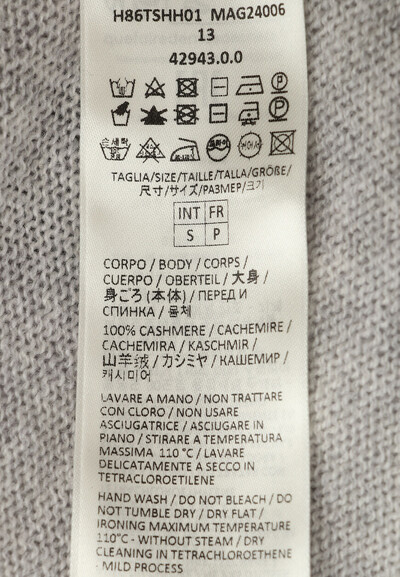 H86TSHH01 MAG24006
13
42943.0.0
TAGLIA/SIZE/TAILLE/TALLA/GRÖßE/
尺寸/サイズ/PA3MEP/크기
INT FR
S P
CORPO / BODY / CORPS /
CUERPO / OBERTEIL / 大身 /
身ごろ (本体) / ПЕРЕД И
СПИНКА / 몸체
100% CASHMERE / CACHEMIRE /
CACHEMIRA / KASCHMIR /
山羊绒 / カシミヤ / КАШЕМИР /
캐시미어
LAVARE A MANO / NON TRATTARE
CON CLORO / NON USARE
ASCIUGATRICE / ASCIUGARE IN
PIANO / STIRARE A TEMPERATURA
MASSIMA 110 °C / LAVARE
DELICATAMENTE A SECCO IN
TETRACLOROETILENE
HAND WASH / DO NOT BLEACH / DO
NOT TUMBLE DRY / DRY FLAT /
IRONING MAXIMUM TEMPERATURE
110°C - WITHOUT STEAM / DRY
CLEANING IN TETRACHLOROETHENE
- MILD PROCESS